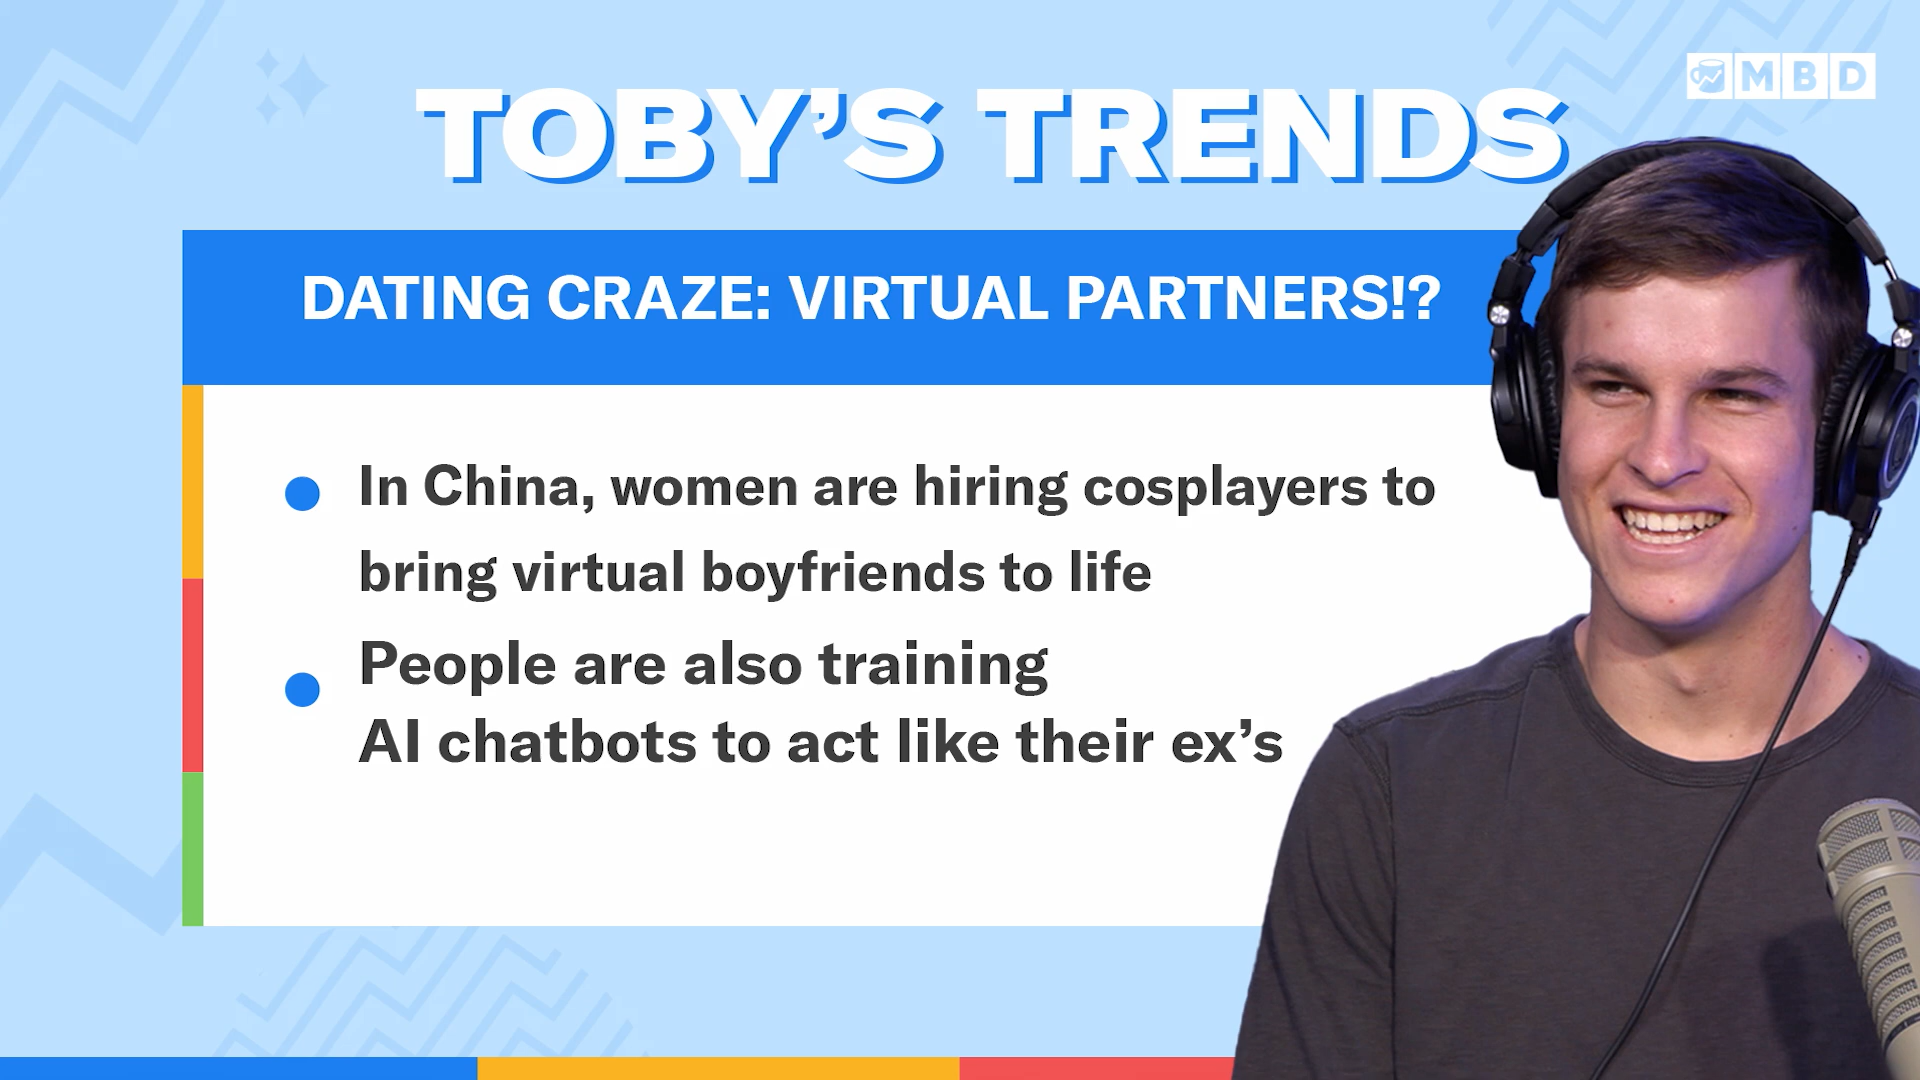 MBD
TOBY'S TRENDS
DATING CRAZE: VIRTUAL PARTNERS!?
In China, women are hiring cosplayers to
bring virtual boyfriends to life
People are also training
AI chatbots to act like their ex's